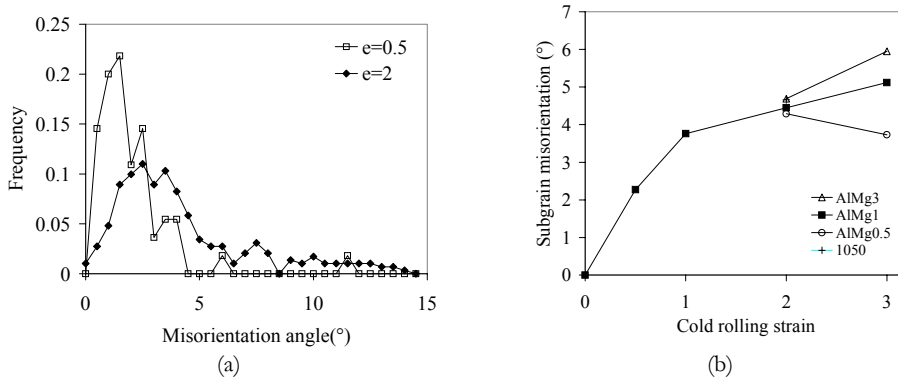 0.25
0.2
0.15
0.1
0.05
0
Frequency
0
5
10
15
Misorientation angle(°)
e=0.5
e=2
(a)
7
6
5
4
3
2
1
0
Subgrain misorientation (°)
0
1
2
3
Cold rolling strain
AlMg3
AlMg1
AlMg0.5
1050
(b)